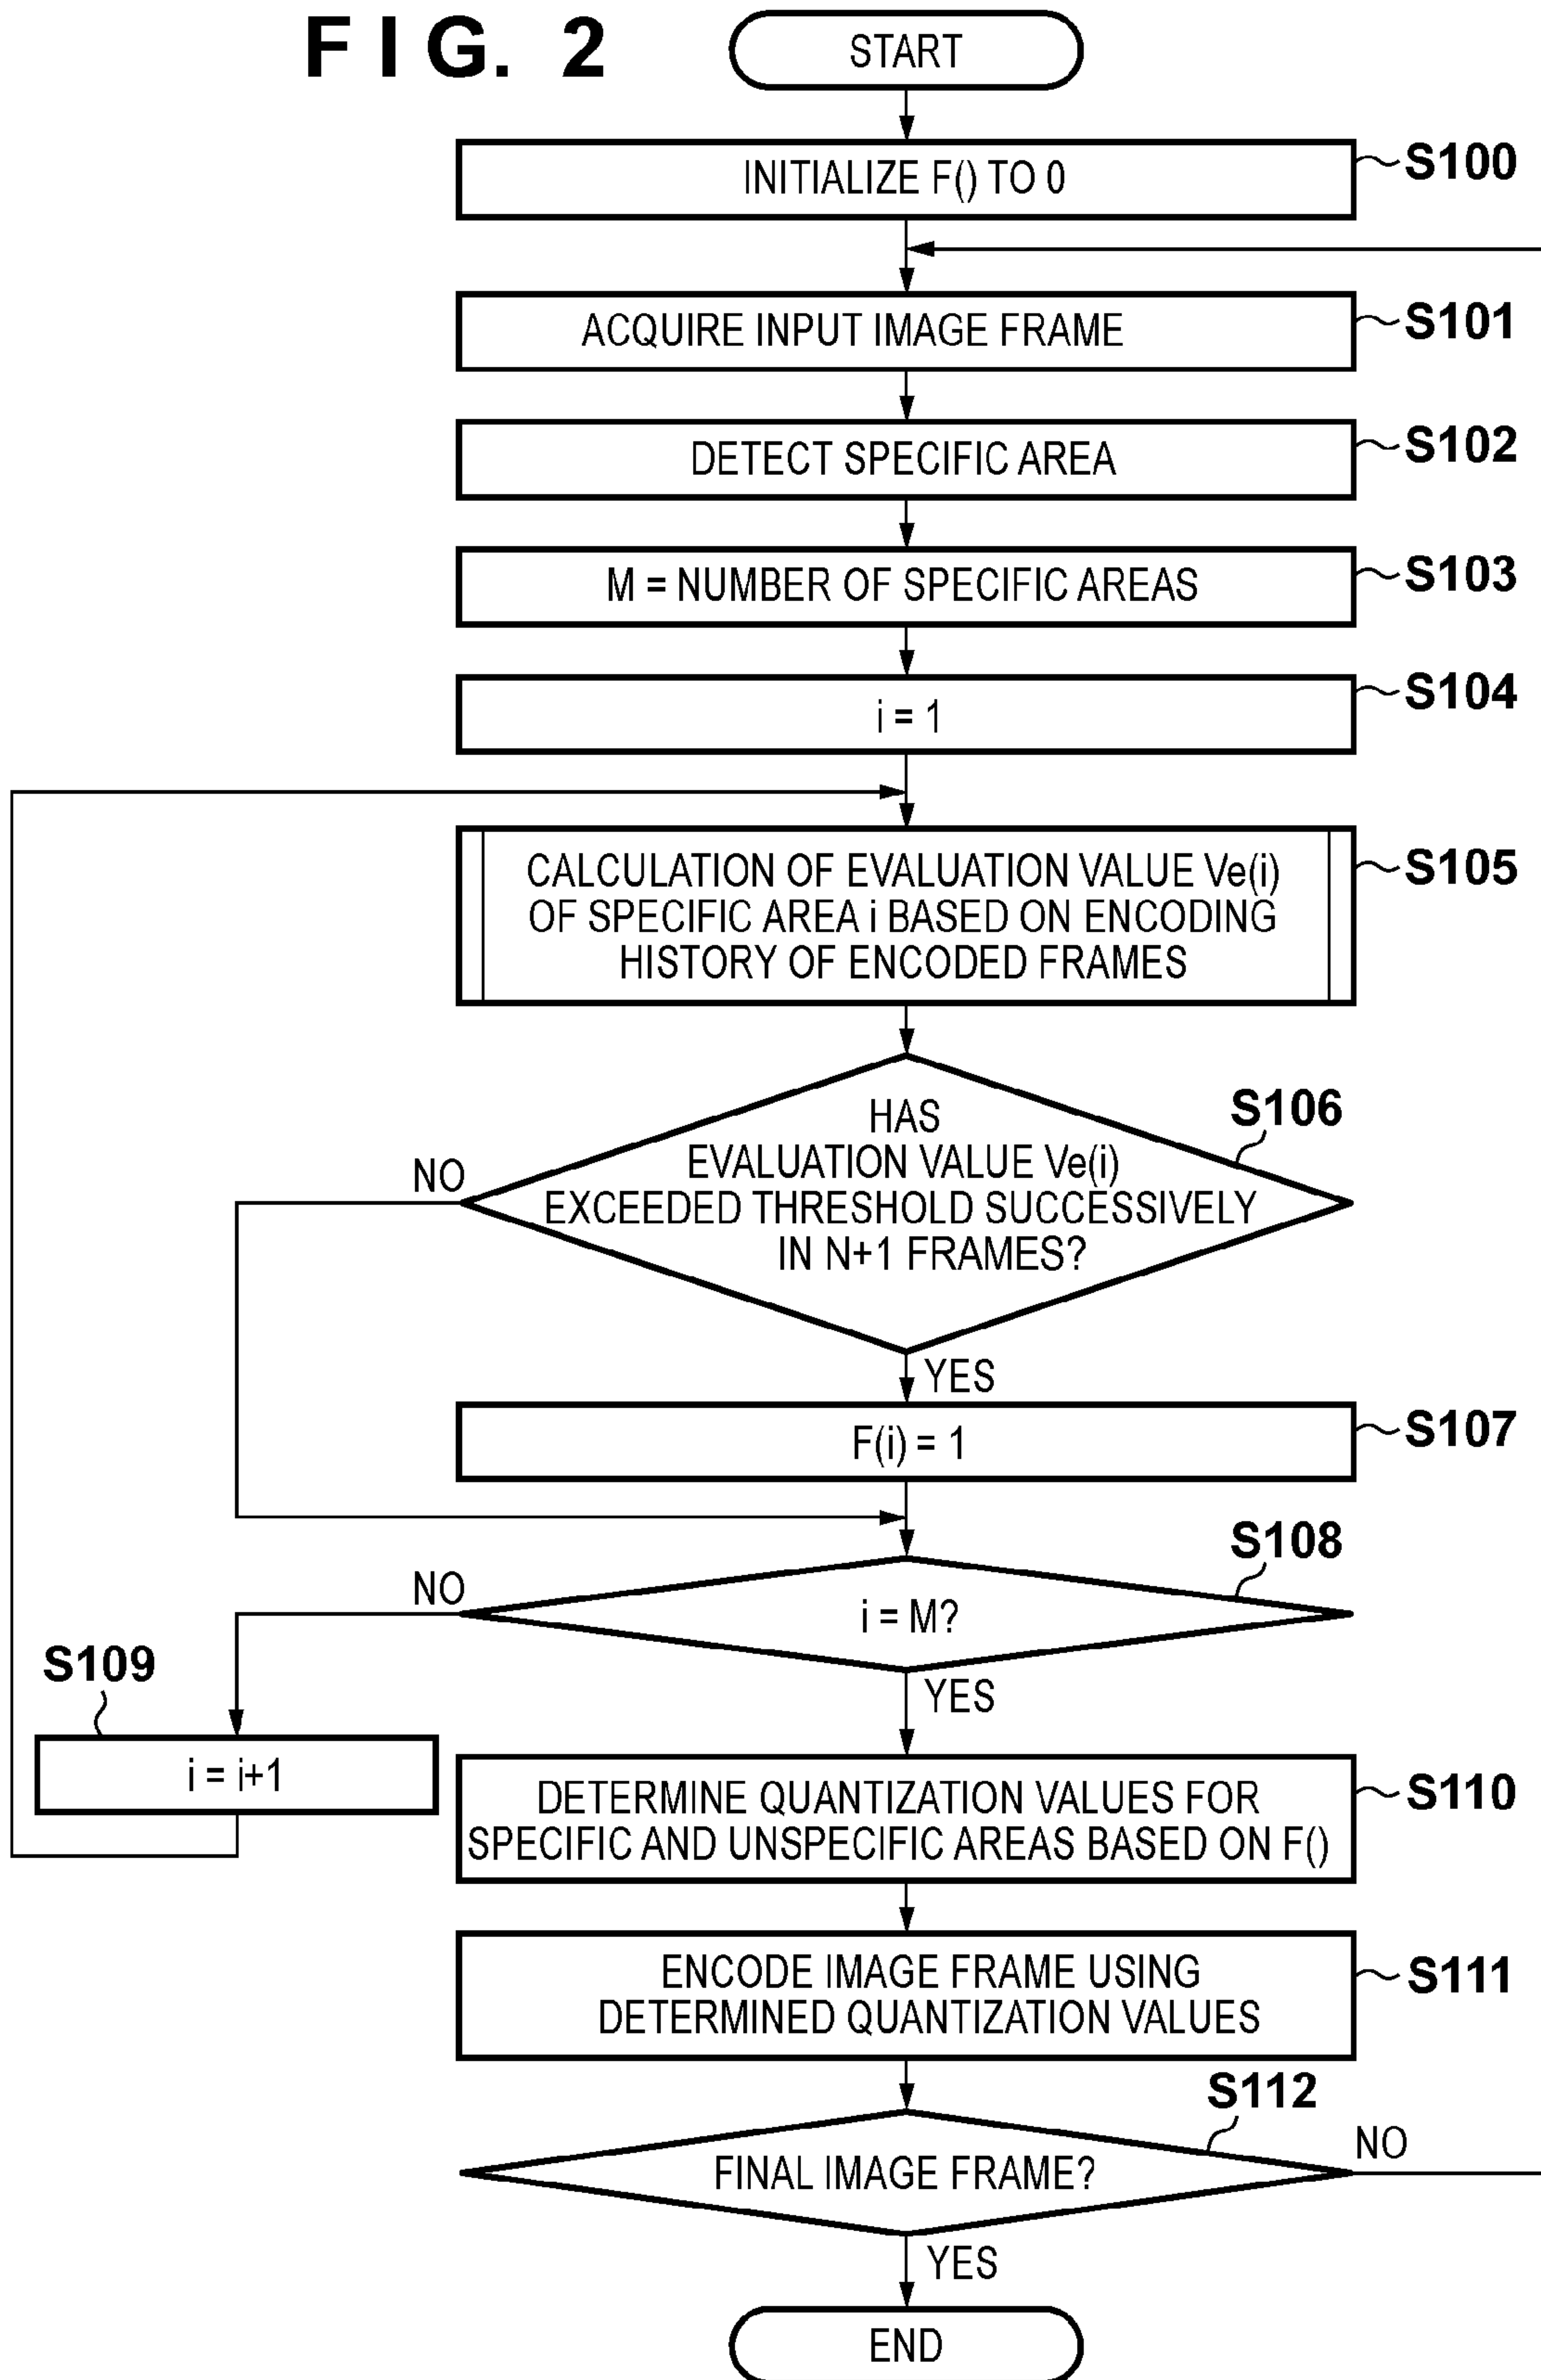 FIG. 2
START
INITIALIZE F() TO 0
S100
ACQUIRE INPUT IMAGE FRAME
S101
DETECT SPECIFIC AREA
S102
M = NUMBER OF SPECIFIC AREAS
S103
i = 1
S104
CALCULATION OF EVALUATION VALUE Ve(i)
OF SPECIFIC AREA i BASED ON ENCODING
HISTORY OF ENCODED FRAMES
S105
HAS
EVALUATION VALUE Ve(i)
EXCEEDED THRESHOLD SUCCESSIVELY
IN N+1 FRAMES?
S106
NO
YES
F(i) = 1
S107
i = M?
S108
NO
YES
S109
i = i+1
DETERMINE QUANTIZATION VALUES FOR
SPECIFIC AND UNSPECIFIC AREAS BASED ON F()
S110
ENCODE IMAGE FRAME USING
DETERMINED QUANTIZATION VALUES
S111
FINAL IMAGE FRAME?
S112
NO
YES
END